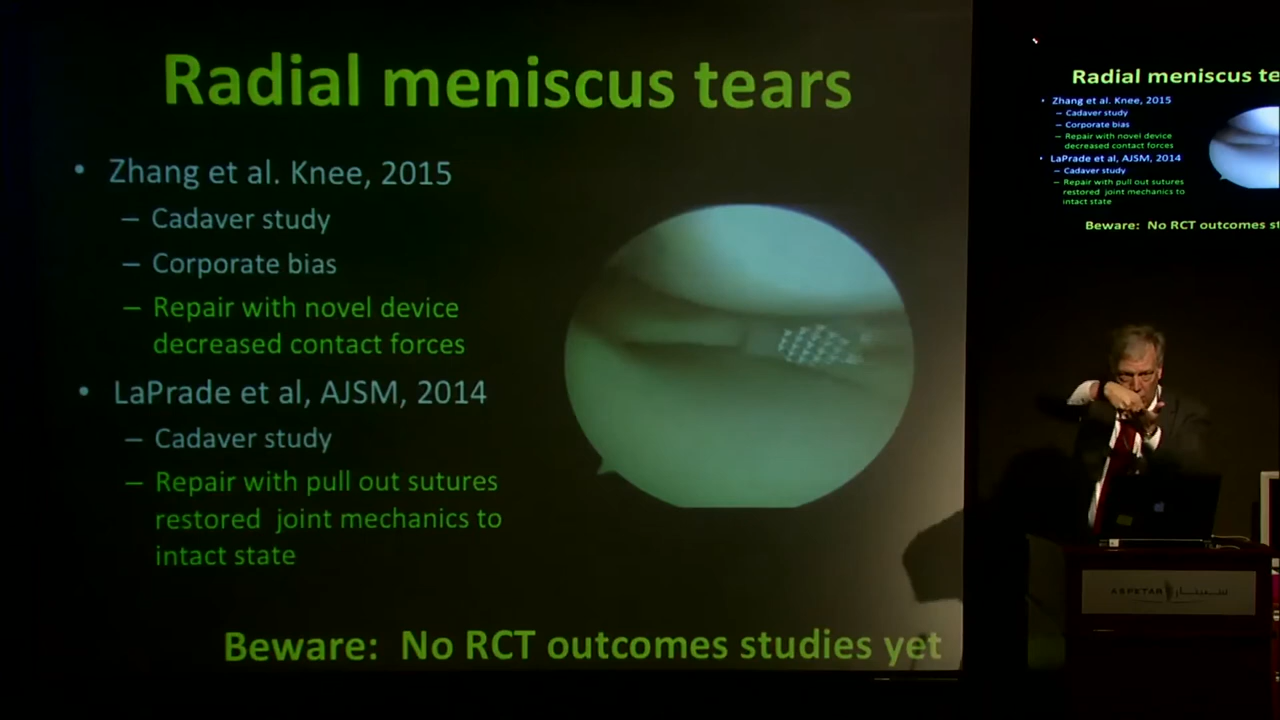 Radial meniscus tears
• Zhang et al. Knee, 2015
– Cadaver study
– Corporate bias
– Repair with novel device
decreased contact forces
• LaPrade et al, AJSM, 2014
– Cadaver study
– Repair with pull out sutures
restored joint mechanics to
intact state
Beware: No RCT outcomes studies yet
Radial meniscus te
• Zhang et al. Knee, 2015
– Cadaver study
– Corporate bias
– Repair with novel device
decreased contact forces
• LaPrade et al, AJSM, 2014
– Cadaver study
– Repair with pull out sutures
restored joint mechanics to
intact state
Beware: No RCT outcomes st
ASPETAR سبيتار